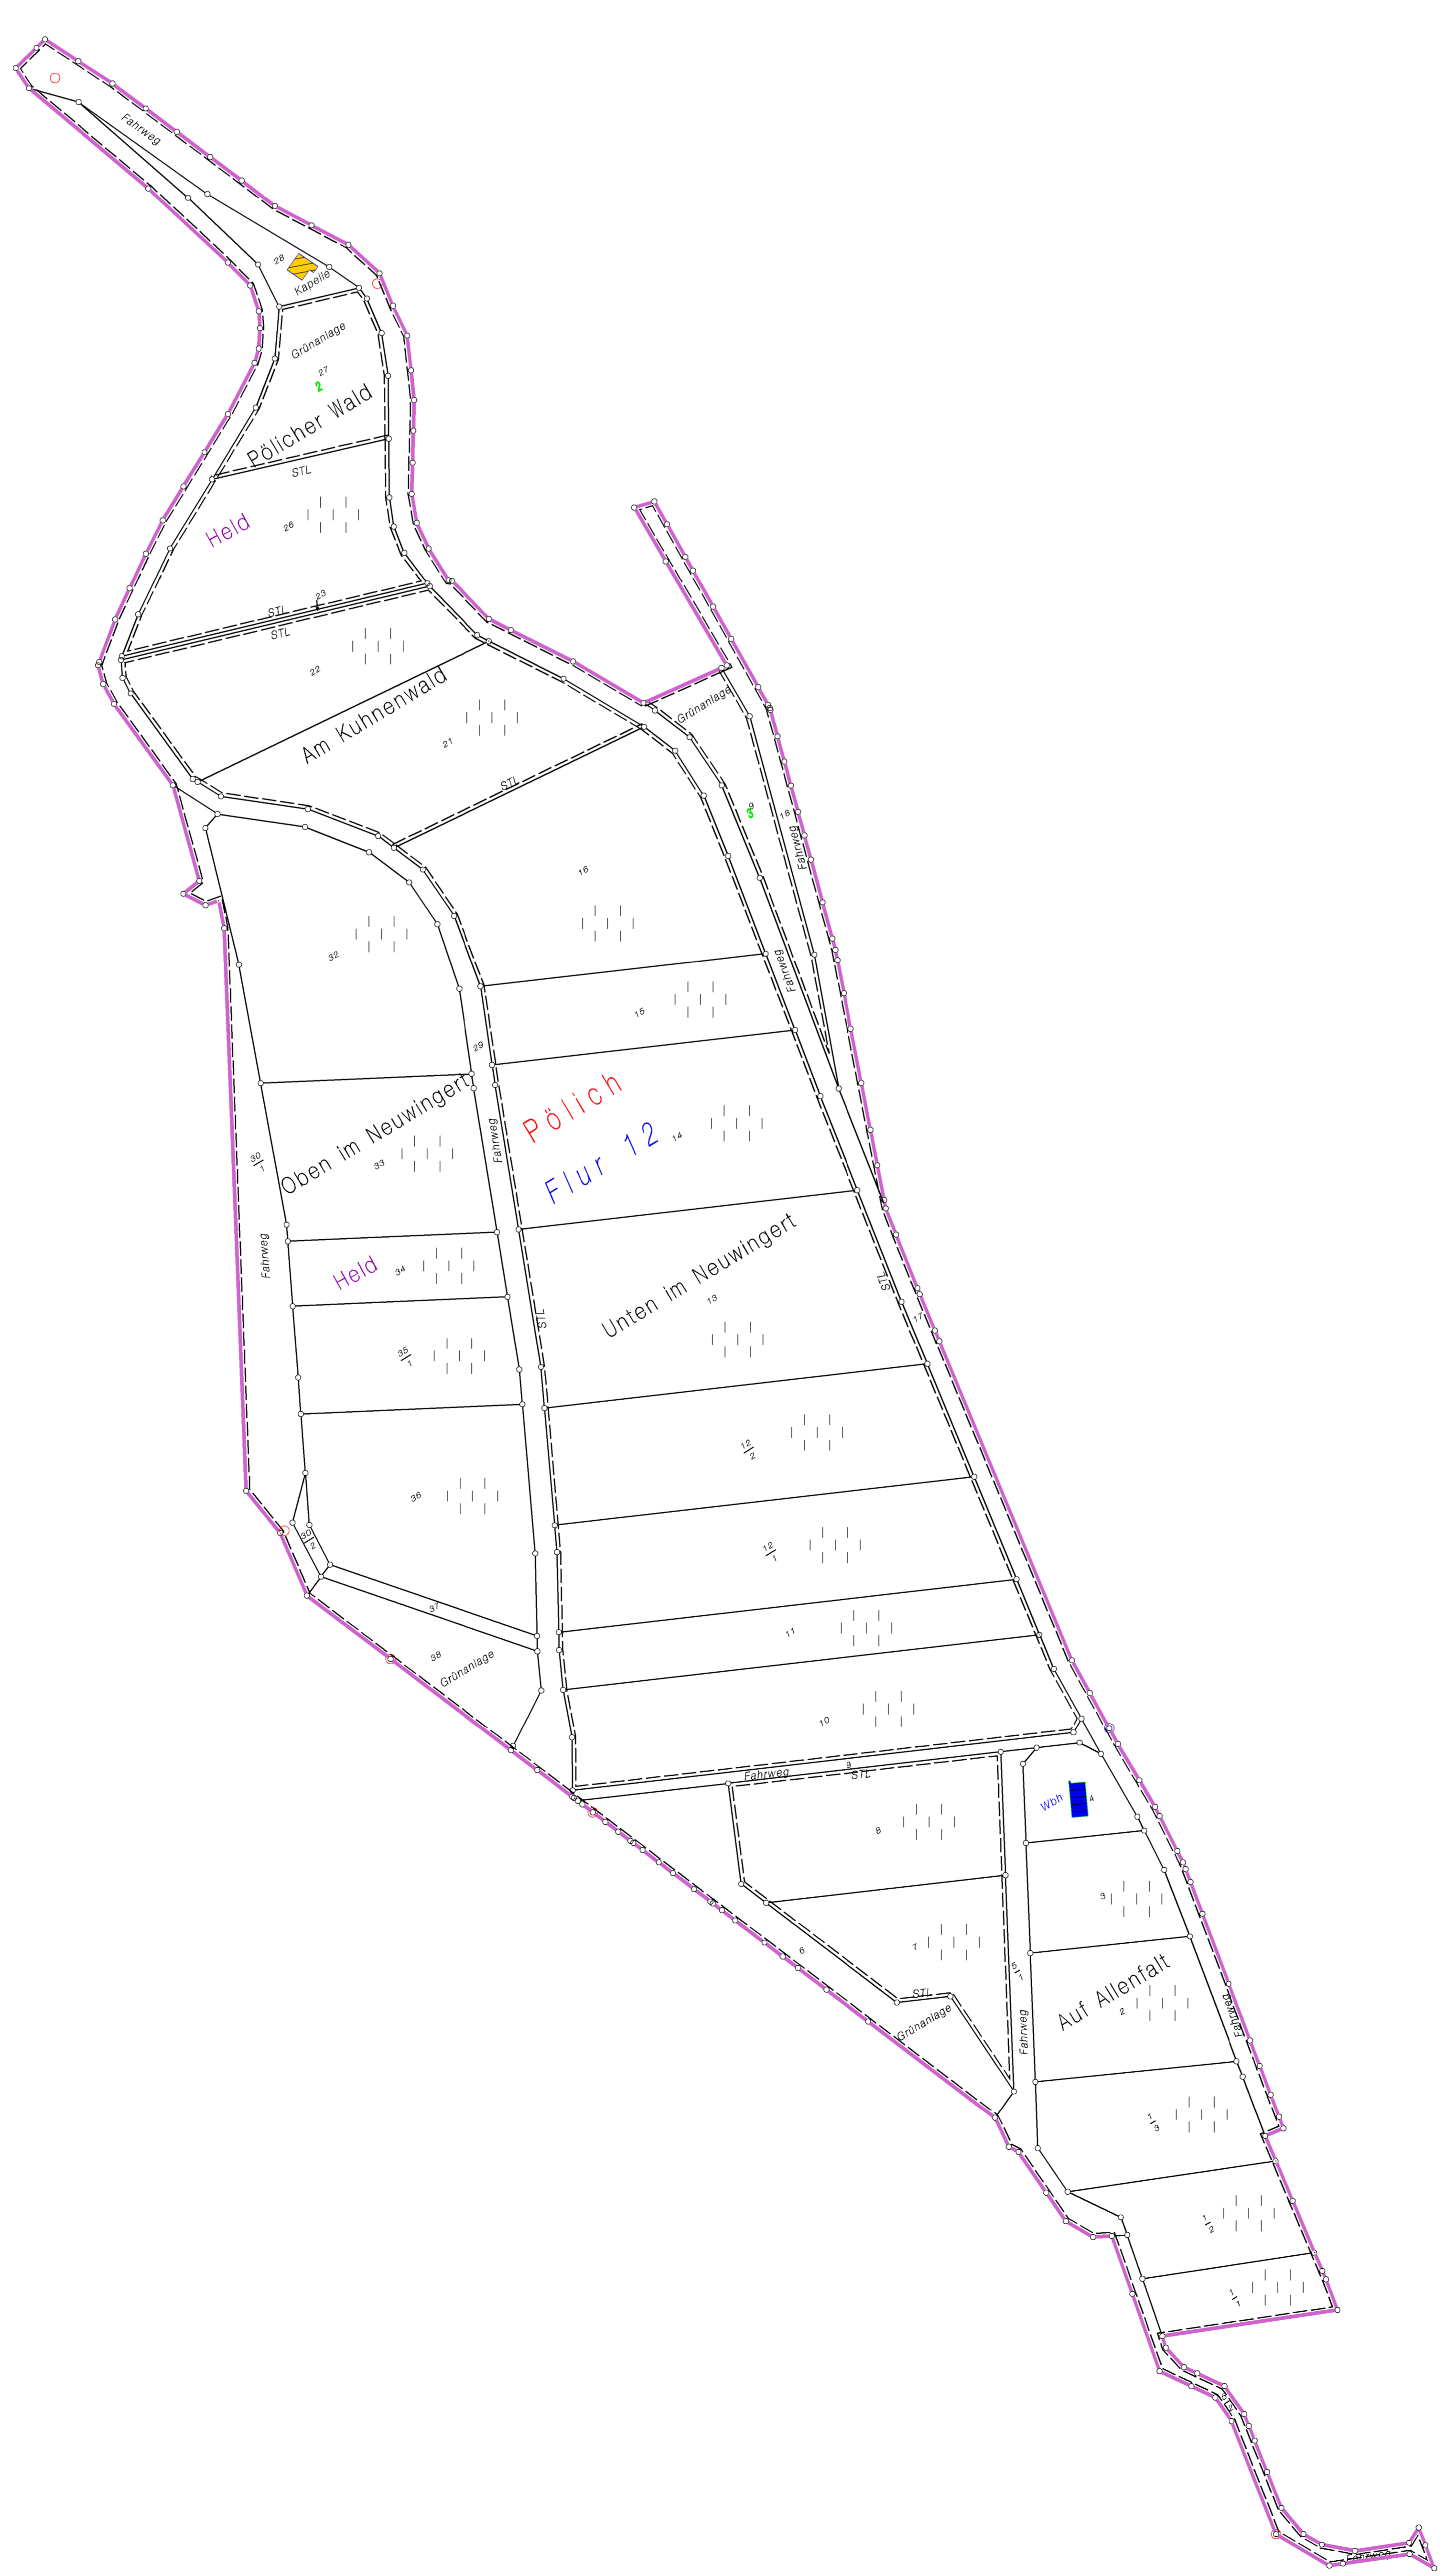 Fahrweg
28
Kapelle
Grünanlage
27
2
Pölicher Wald
STL
Held
26
23
STL
STL
22
Am Kuhnenwald
21
STL
Grünanlage
9
3
18
Fahrweg
16
32
Fahrweg
15
29
Pölich
Flur 12
14
Oben im Neuwingert
33
Fahrweg
30/1
Fahrweg
Held
34
Unten im Neuwingert
13
STL
STL
17
35/1
12/2
36
30/2
12/1
37
11
38
Grünanlage
10
9
Fahrweg
STL
Wbh
4
8
3
7
6
5/1
STL
Grünanlage
Auf Allenfalt
2
Fahrweg
Fahrweg
1/3
1/2
1/1
Fahrweg